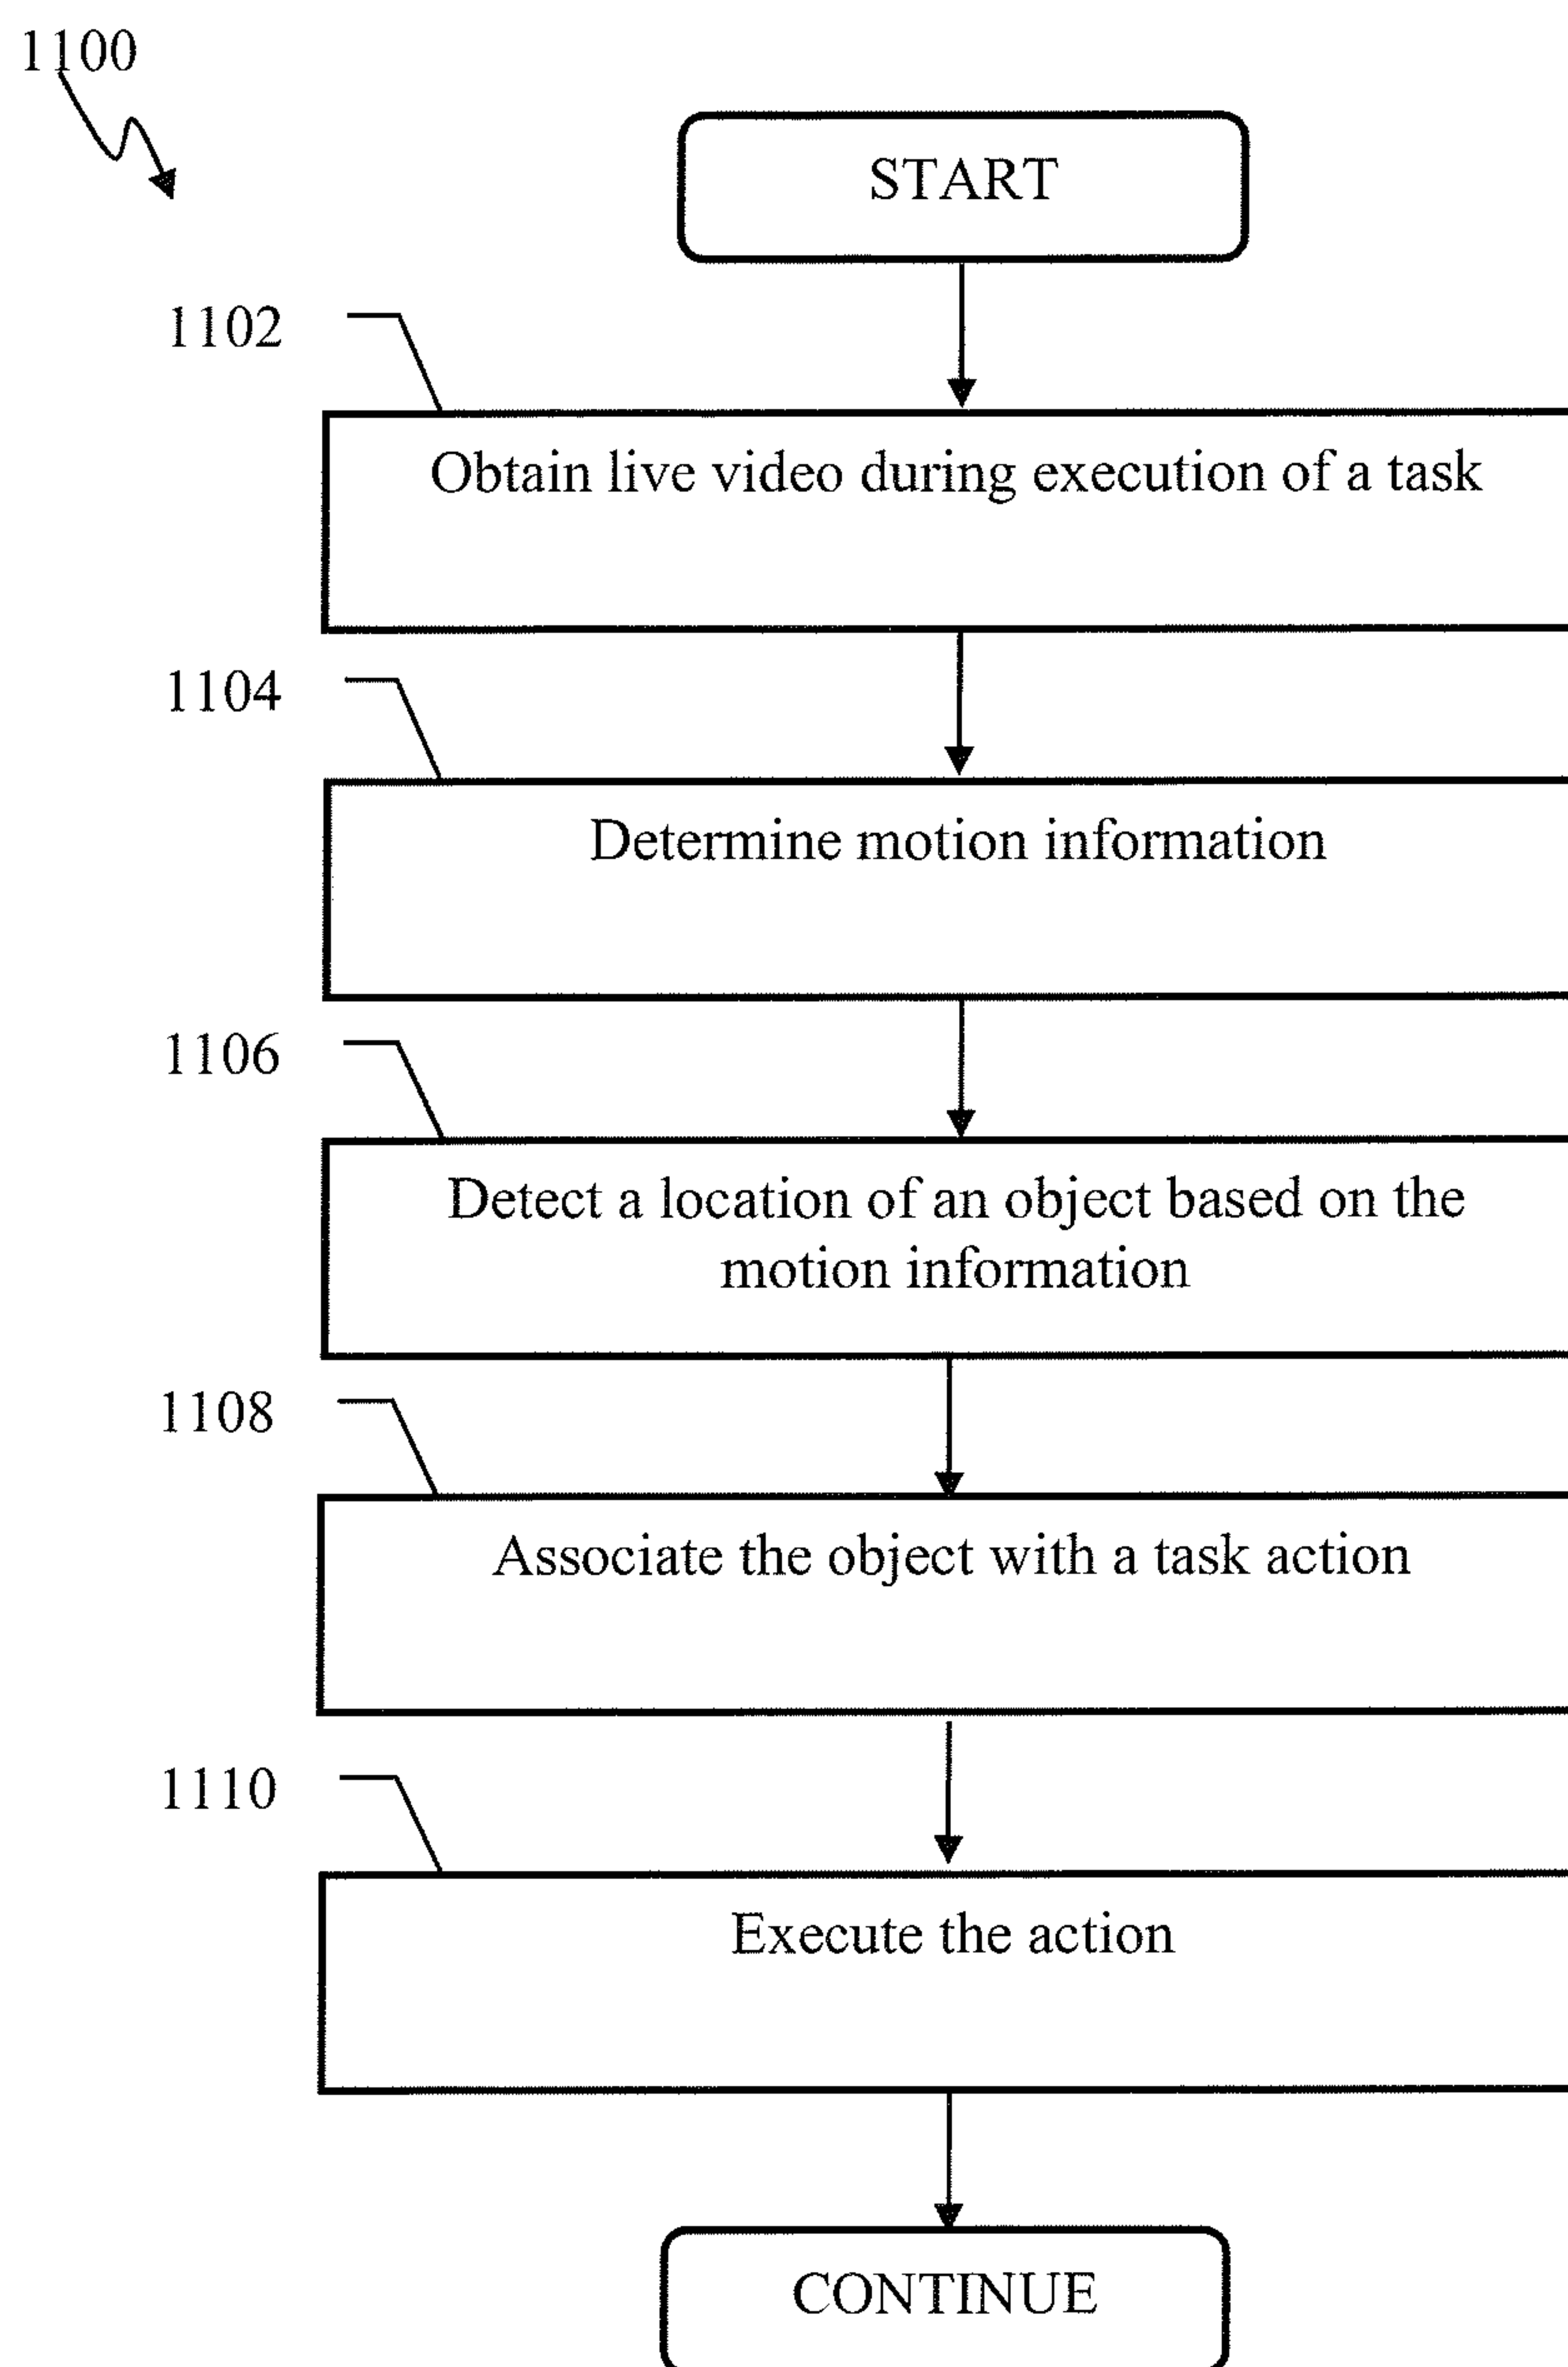 1100
START
1102
Obtain live video during execution of a task
1104
Determine motion information
1106
Detect a location of an object based on the
motion information
1108
Associate the object with a task action
1110
Execute the action
CONTINUE